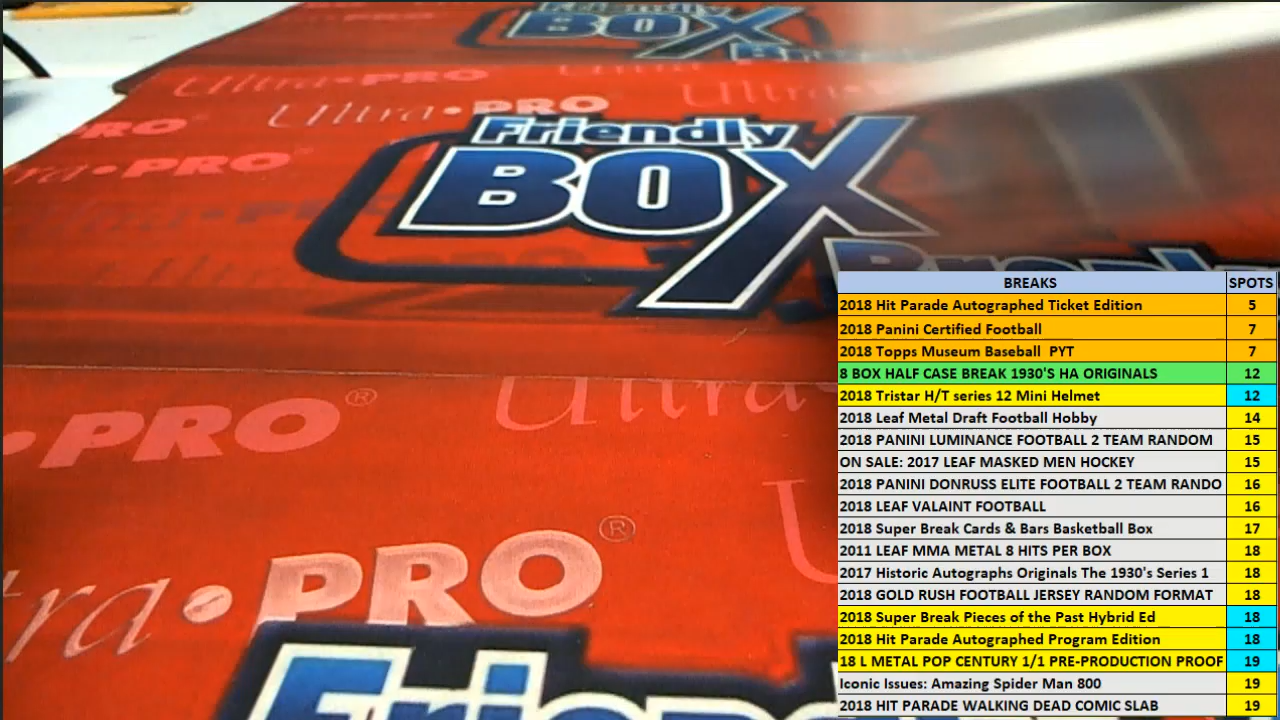 Friendly
BOX
Ultra • PRO
Ultra • PRO
Ultra
PRO
PRO
Friendly
BOX
BREAKS SPOTS
2018 Hit Parade Autographed Ticket Edition 5
2018 Panini Certified Football 7
2018 Topps Museum Baseball PYT 7
8 BOX HALF CASE BREAK 1930'S HA ORIGINALS 12
2018 Tristar H/T series 12 Mini Helmet 12
PRO®
Ultra
2018 Leaf Metal Draft Football Hobby 14
2018 PANINI LUMINANCE FOOTBALL 2 TEAM RANDOM 15
ON SALE: 2017 LEAF MASKED MEN HOCKEY 15
2018 PANINI DONRUSS ELITE FOOTBALL 2 TEAM RANDO 16
2018 LEAF VALAINT FOOTBALL 16
2018 Super Break Cards & Bars Basketball Box 17
2011 LEAF MMA METAL 8 HITS PER BOX 18
2017 Historic Autographs Originals The 1930's Series 1 18
2018 GOLD RUSH FOOTBALL JERSEY RANDOM FORMAT 18
tra • PRO®
2018 Super Break Pieces of the Past Hybrid Ed 18
2018 Hit Parade Autographed Program Edition 18
18 L METAL POP CENTURY 1/1 PRE-PRODUCTION PROOF 19
Iconic Issues: Amazing Spider Man 800 19
2018 HIT PARADE WALKING DEAD COMIC SLAB 19